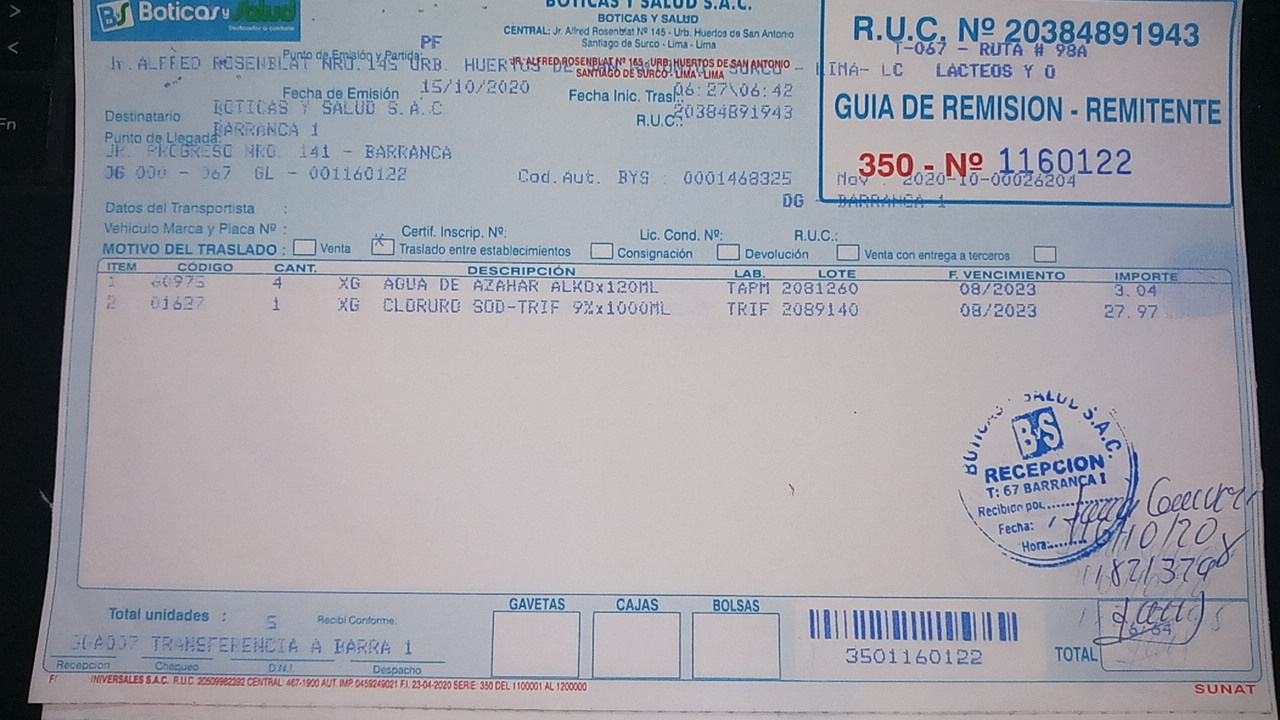 BS Boticas y Salud
BOTICAS Y SALUD S.A.C.
BOTICAS Y SALUD
CENTRAL: Jr. Alfred Rosenblat Nº 145 - Urb. Huertos de San Antonio
Santiago de Surco - Lima - Lima
JR. ALFRED ROSENBLAT Nº 165 - URB. HUERTOS DE SAN ANTONIO
SANTIAGO DE SURCO - LIMA - LIMA
R.U.C. Nº 20384891943
T-067 - RUTA # 98A
LACTEOS Y O
GUIA DE REMISION - REMITENTE
350 - Nº 1160122
Nov : 2020-10-00026204
PF
Punto de Emisión y Partida:
Jr. ALFRED ROSENBLAT NRO. 145 URB. HUERTOS DE SURCO - LIMA- LC
Fecha de Emisión 15/10/2020 Fecha Inic. Trasl. 06:27\06:42
Destinatario BOTICAS Y SALUD S.A.C R.U.C.: 20384891943
BARRANCA 1
Punto de Llegada:
JR. PROGRESO NRO. 141 - BARRANCA
OG 000 - 067 GL - 001160122 Cod.Aut. BYS : 0001468325
DG - BARRANCA 1
Datos del Transportista :
Vehículo Marca y Placa Nº : Certif. Inscrip. Nº: Lic. Cond. Nº: R.U.C.:
MOTIVO DEL TRASLADO : Venta X Traslado entre establecimientos Consignación Devolución Venta con entrega a terceros
ITEM CÓDIGO CANT. DESCRIPCIÓN LAB. LOTE F. VENCIMIENTO IMPORTE
1 60975 4 XG AGUA DE AZAHAR ALKOx120ML TAPM 2081260 08/2023 3.04
2 01627 1 XG CLORURO SOD-TRIF 9%x1000ML TRIF 2089140 08/2023 27.97
BOTICAS Y SALUD S.A.C.
BS
RECEPCION
T: 67 BARRANCA I
Recibido por
Fecha: 10/20
Hora:
Total unidades : 5 Recibí Conforme:
GAVETAS CAJAS BOLSAS
TRANSFERENCIA A BARRA 1
Recepción Chequeo D.N.I. Despacho
3501160122
TOTAL
UNIVERSALES S.A.C. R.U.C. 20509982392 CENTRAL: 467-1900 AUT. IMP. 0459249021 F.I. 23-04-2020 SERIE: 350 DEL 1100001 AL 1200000
SUNAT